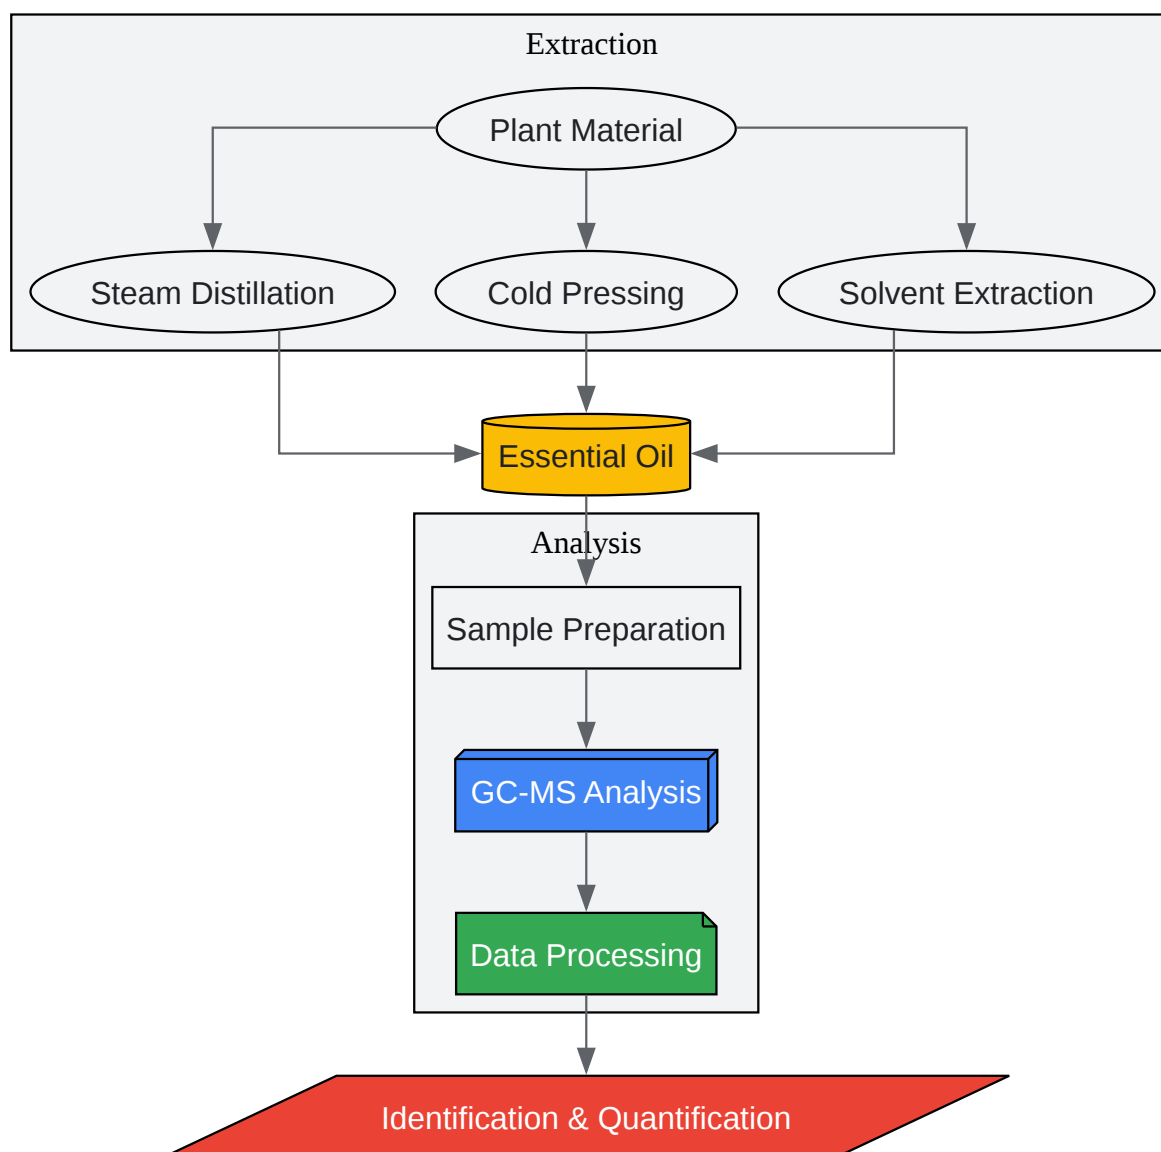 Extraction
Plant Material
Steam Distillation
Cold Pressing
Solvent Extraction
Essential Oil
Analysis
Sample Preparation
GC-MS Analysis
Data Processing
Identification & Quantification